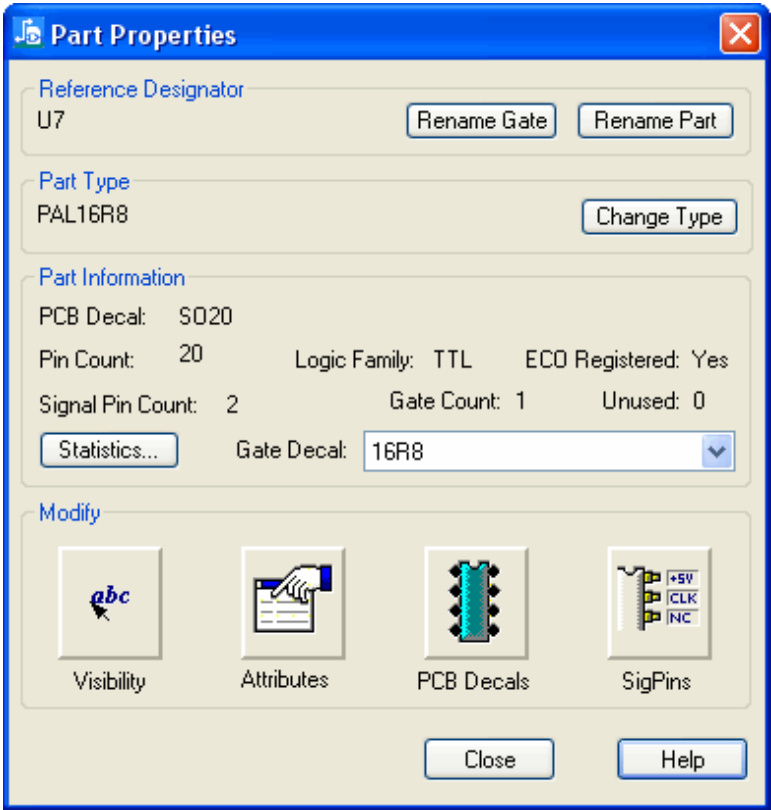 Part Properties
Reference Designator
U7
Rename Gate
Rename Part
Part Type
PAL16R8
Change Type
Part Information
PCB Decal: SO20
Pin Count: 20 Logic Family: TTL ECO Registered: Yes
Signal Pin Count: 2 Gate Count: 1 Unused: 0
Statistics... Gate Decal: 16R8
Modify
abc
+5V
CLK
NC
Visibility Attributes PCB Decals SigPins
Close Help